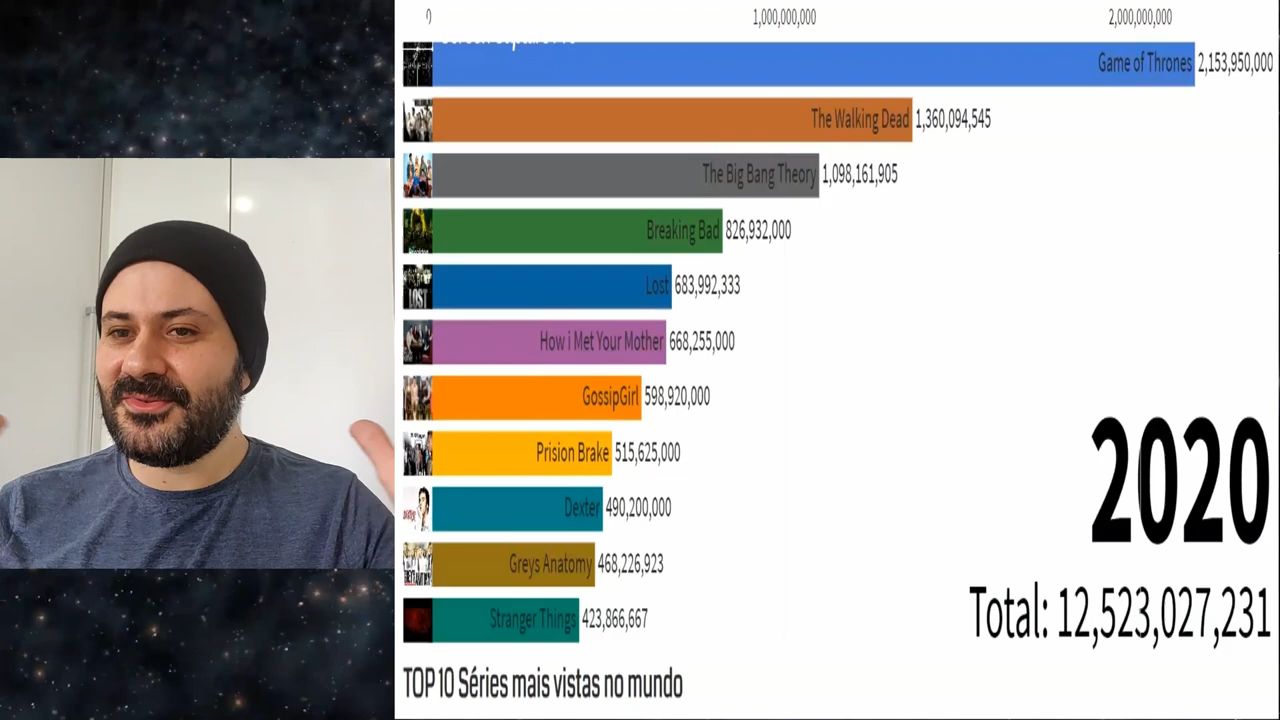 0 1,000,000,000 2,000,000,000
Game of Thrones 2,153,950,000
The Walking Dead 1,360,094,545
The Big Bang Theory 1,098,161,905
Breaking Bad 826,932,000
LOST Lost 683,992,333
How i Met Your Mother 668,255,000
GossipGirl 598,920,000
Prision Brake 515,625,000
Dexter 490,200,000
Greys Anatomy 468,226,923
Stranger Things 423,866,667
2020
Total: 12,523,027,231
TOP 10 Séries mais vistas no mundo